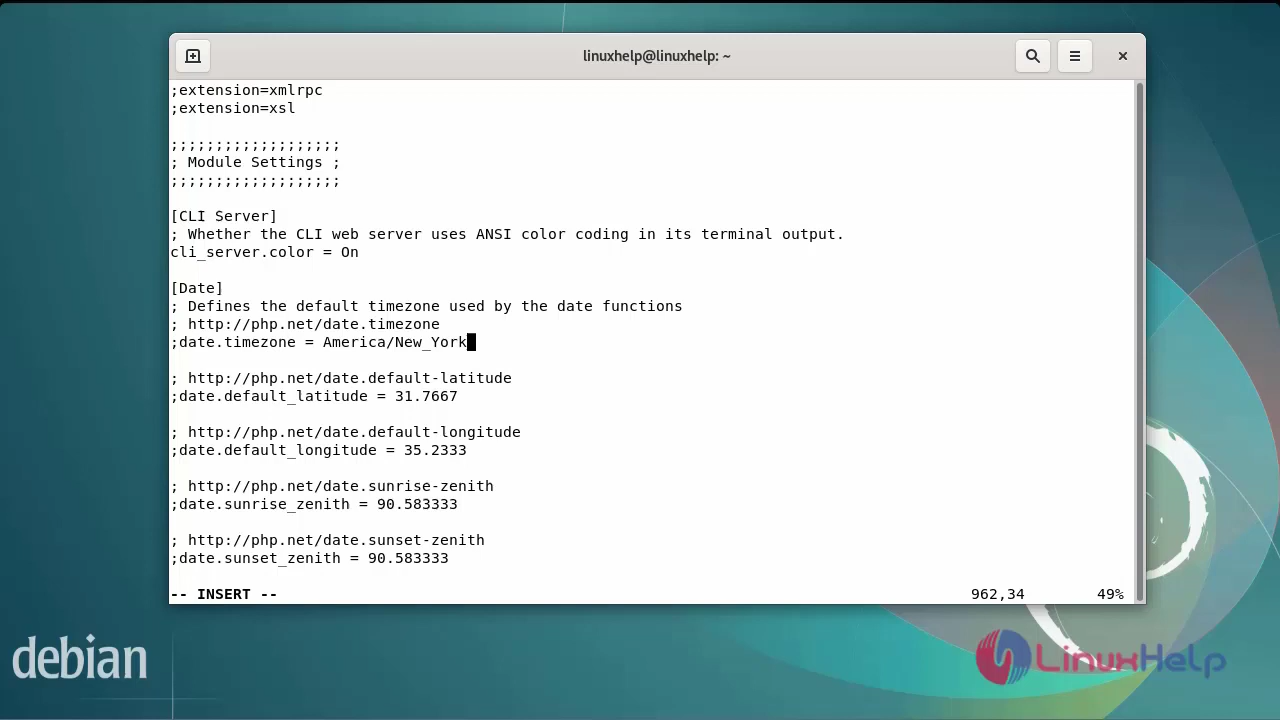 linuxhelp@linuxhelp: ~
;extension=xmlrpc
;extension=xsl
;;;;;;;;;;;;;;;;;;;
; Module Settings ;
;;;;;;;;;;;;;;;;;;;
[CLI Server]
; Whether the CLI web server uses ANSI color coding in its terminal output.
cli_server.color = On
[Date]
; Defines the default timezone used by the date functions
; http://php.net/date.timezone
;date.timezone = America/New_York
; http://php.net/date.default-latitude
;date.default_latitude = 31.7667
; http://php.net/date.default-longitude
;date.default_longitude = 35.2333
; http://php.net/date.sunrise-zenith
;date.sunrise_zenith = 90.583333
; http://php.net/date.sunset-zenith
;date.sunset_zenith = 90.583333
-- INSERT -- 962,34 49%
debian
LinuxHelp